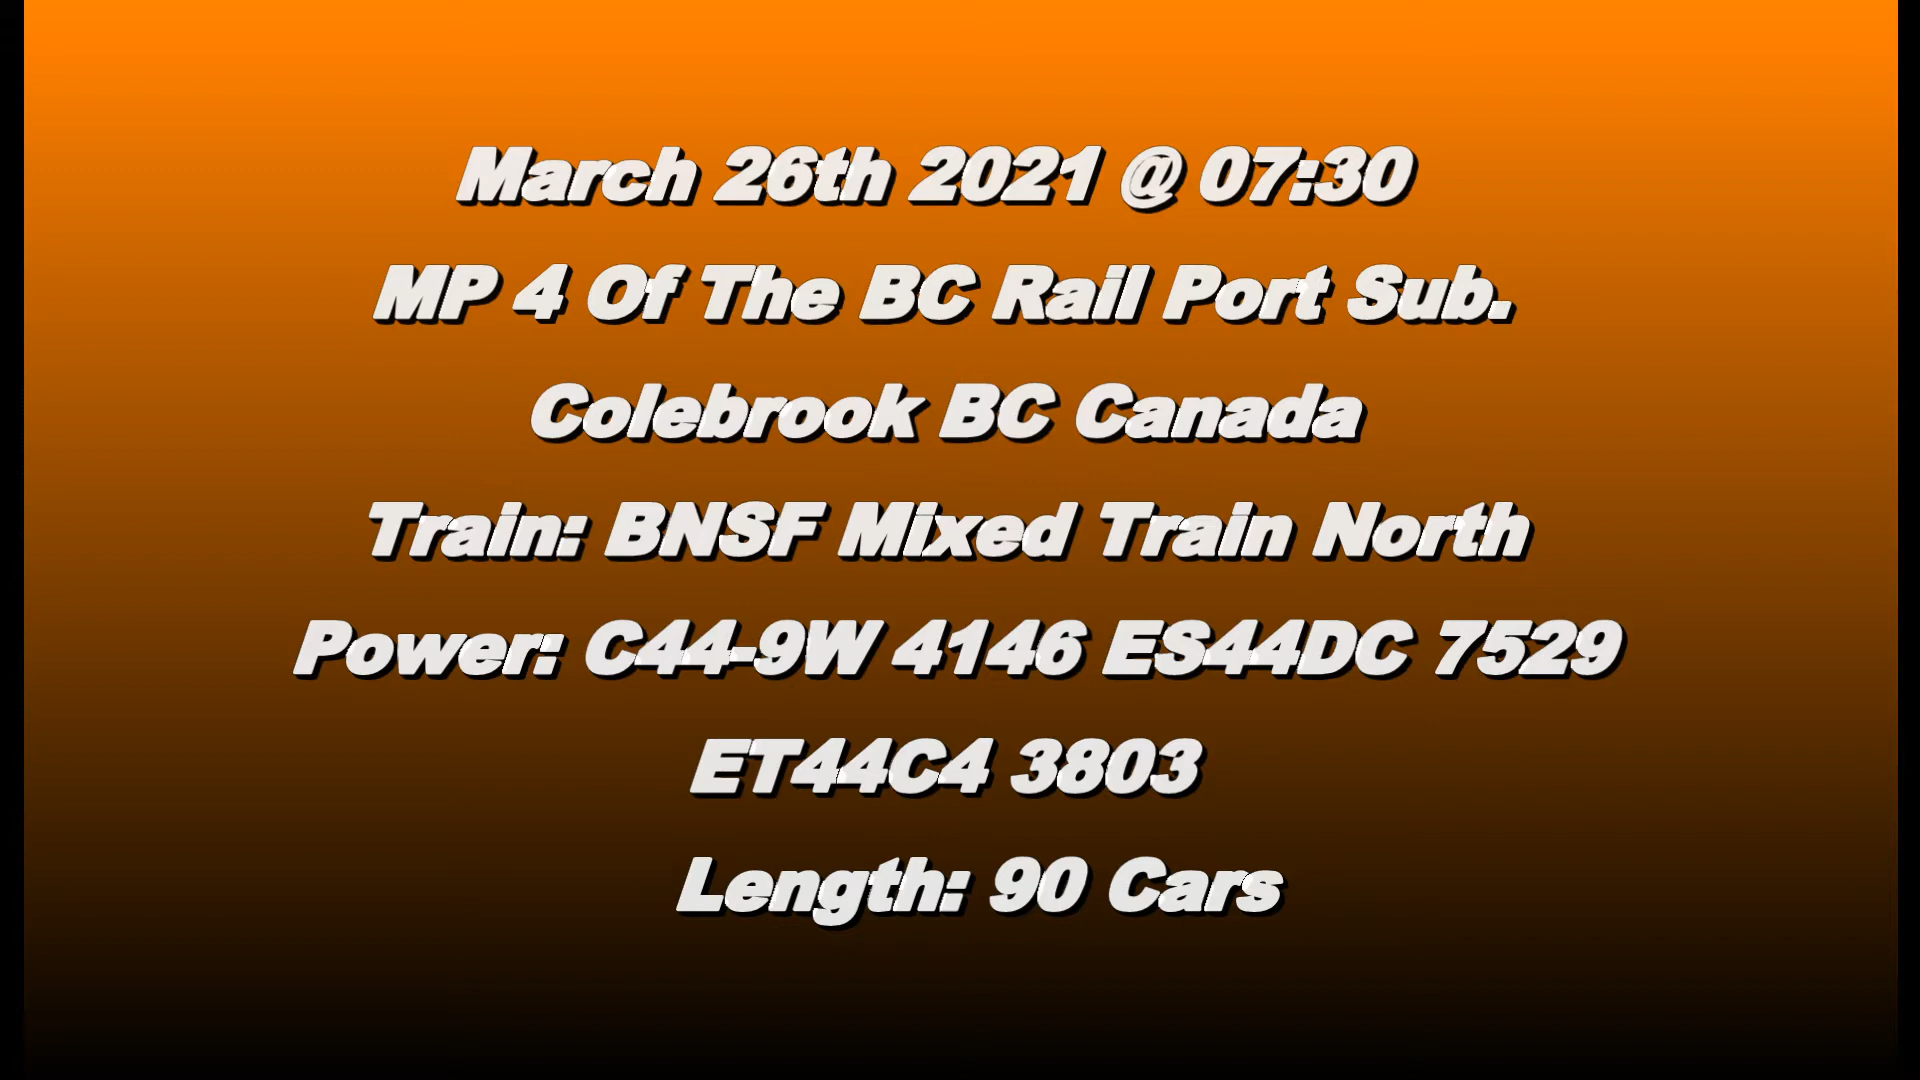 March 26th 2021 @ 07:30
MP 4 Of The BC Rail Port Sub.
Colebrook BC Canada
Train: BNSF Mixed Train North
Power: C44-9W 4146 ES44DC 7529
ET44C4 3803
Length: 90 Cars